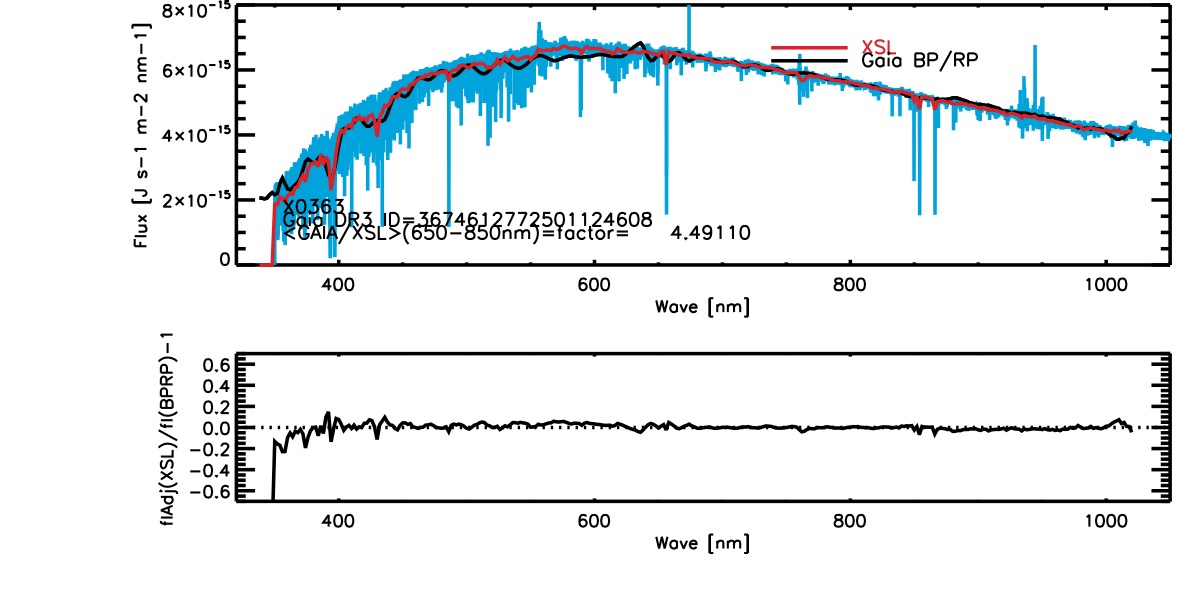 8×10−15
6×10−15
4×10−15
2×10−15
0
Flux [J s−1 m−2 nm−1]
XSL
Gaia BP/RP
X0363
Gaia DR3 ID=3674612772501124608
<GAIA/XSL>(650−850nm)=factor= 4.49110
400 600 800 1000
Wave [nm]
0.6
0.4
0.2
0.0
−0.2
−0.4
−0.6
flAdj(XSL)/fl(BPRP)−1
400 600 800 1000
Wave [nm]